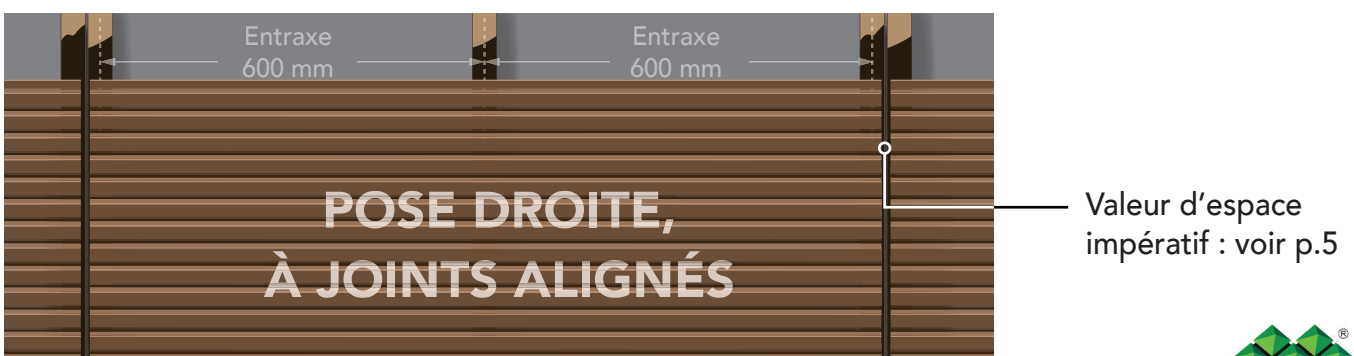 Entraxe
600 mm
Entraxe
600 mm
POSE DROITE,
À JOINTS ALIGNÉS
Valeur d'espace
impératif : voir p.5
®